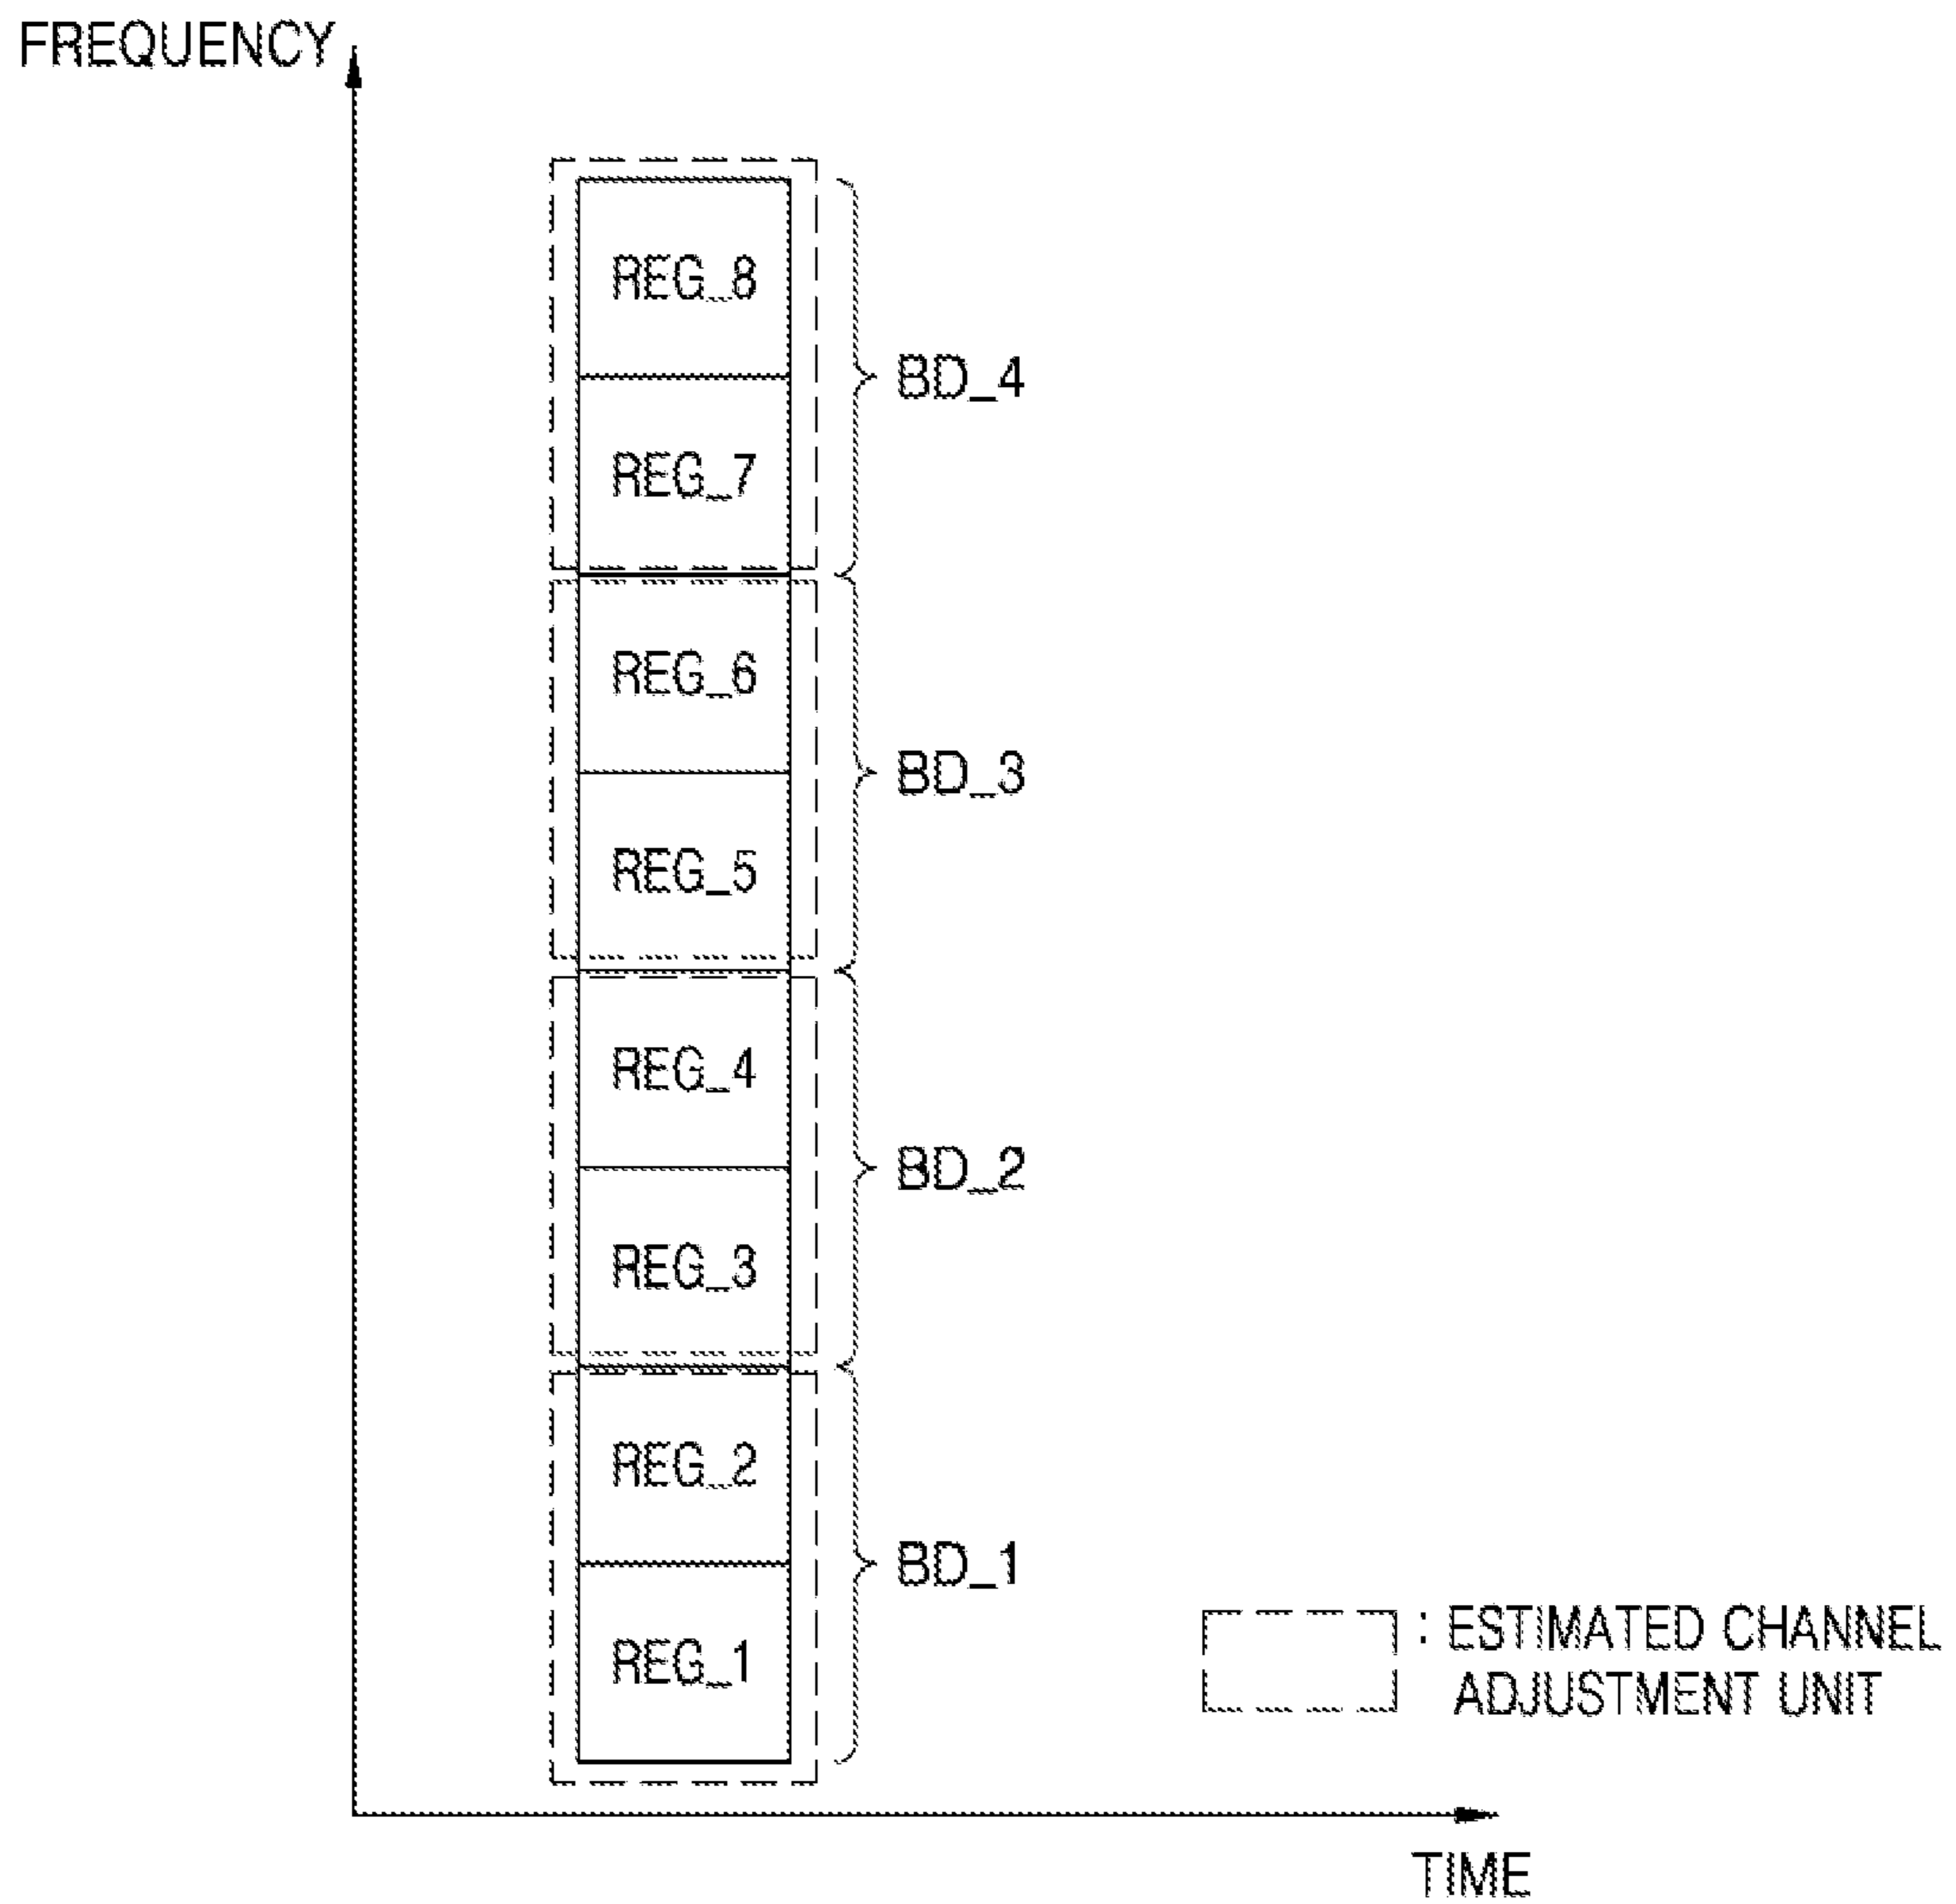 FREQUENCY
REG_8
REG_7
BD_4
REG_6
REG_5
BD_3
REG_4
REG_3
BD_2
REG_2
REG_1
BD_1
: ESTIMATED CHANNEL
ADJUSTMENT UNIT
TIME